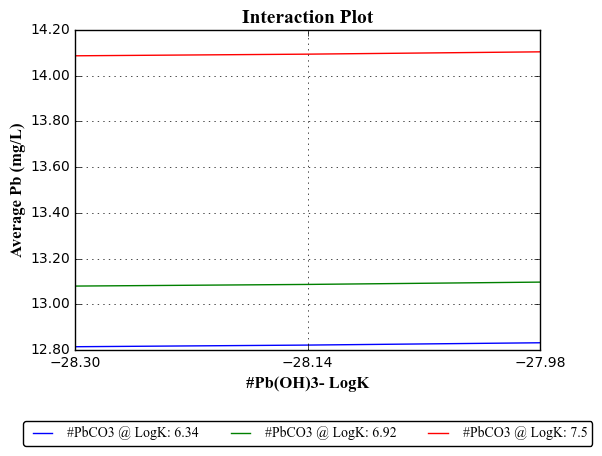 Interaction Plot
14.20
14.00
13.80
13.60
13.40
13.20
13.00
12.80
Average Pb (mg/L)
−28.30 −28.14 −27.98
#Pb(OH)3- LogK
#PbCO3 @ LogK: 6.34 #PbCO3 @ LogK: 6.92 #PbCO3 @ LogK: 7.5